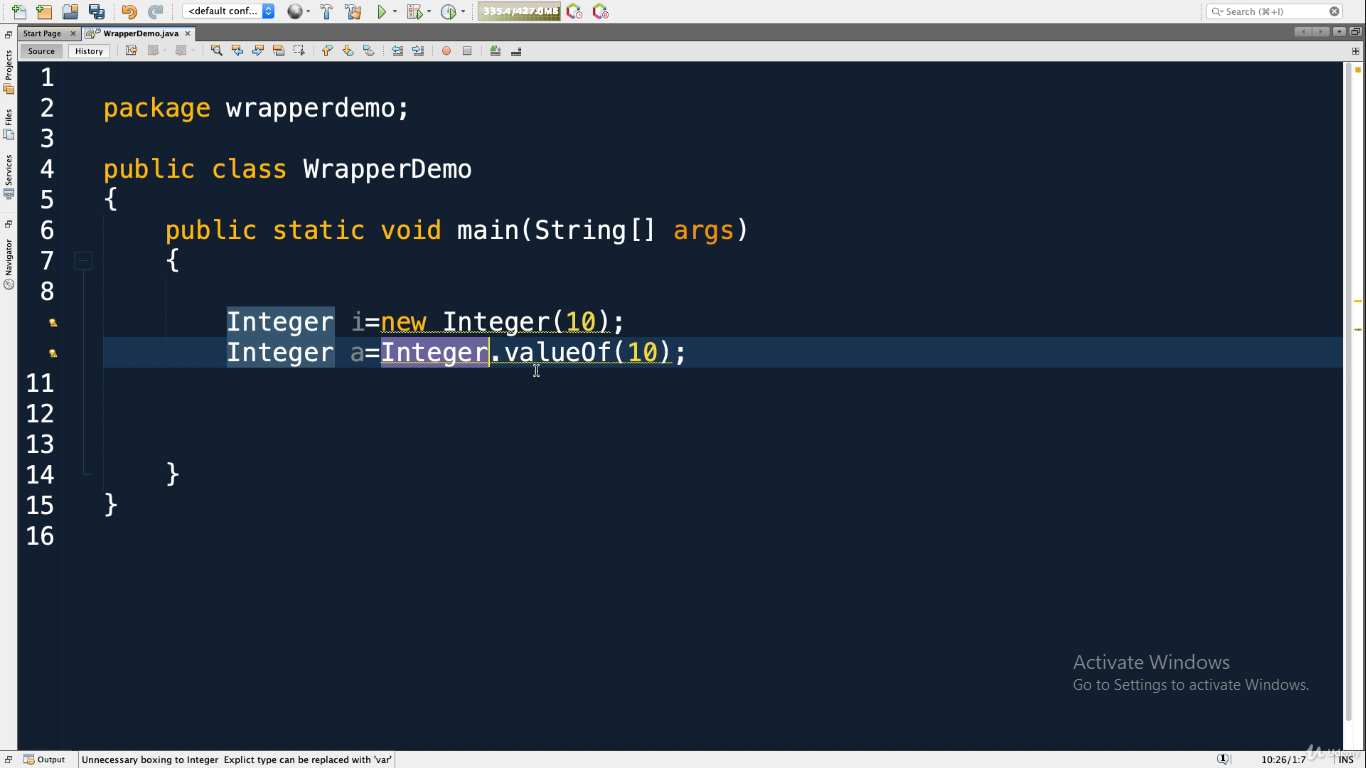 <default conf...
335.4/427.0MB
Search (⌘+I)
Start Page
WrapperDemo.java
Source
History
Projects
Files
Services
Navigator
1
2 package wrapperdemo;
3
4 public class WrapperDemo
5 {
6 public static void main(String[] args)
7 {
8
Integer i=new Integer(10);
Integer a=Integer.valueOf(10);
11
12
13
14 }
15 }
16
Activate Windows
Go to Settings to activate Windows.
Output
Unnecessary boxing to Integer Explict type can be replaced with 'var'
1
10:26/1:7
INS
Udemy